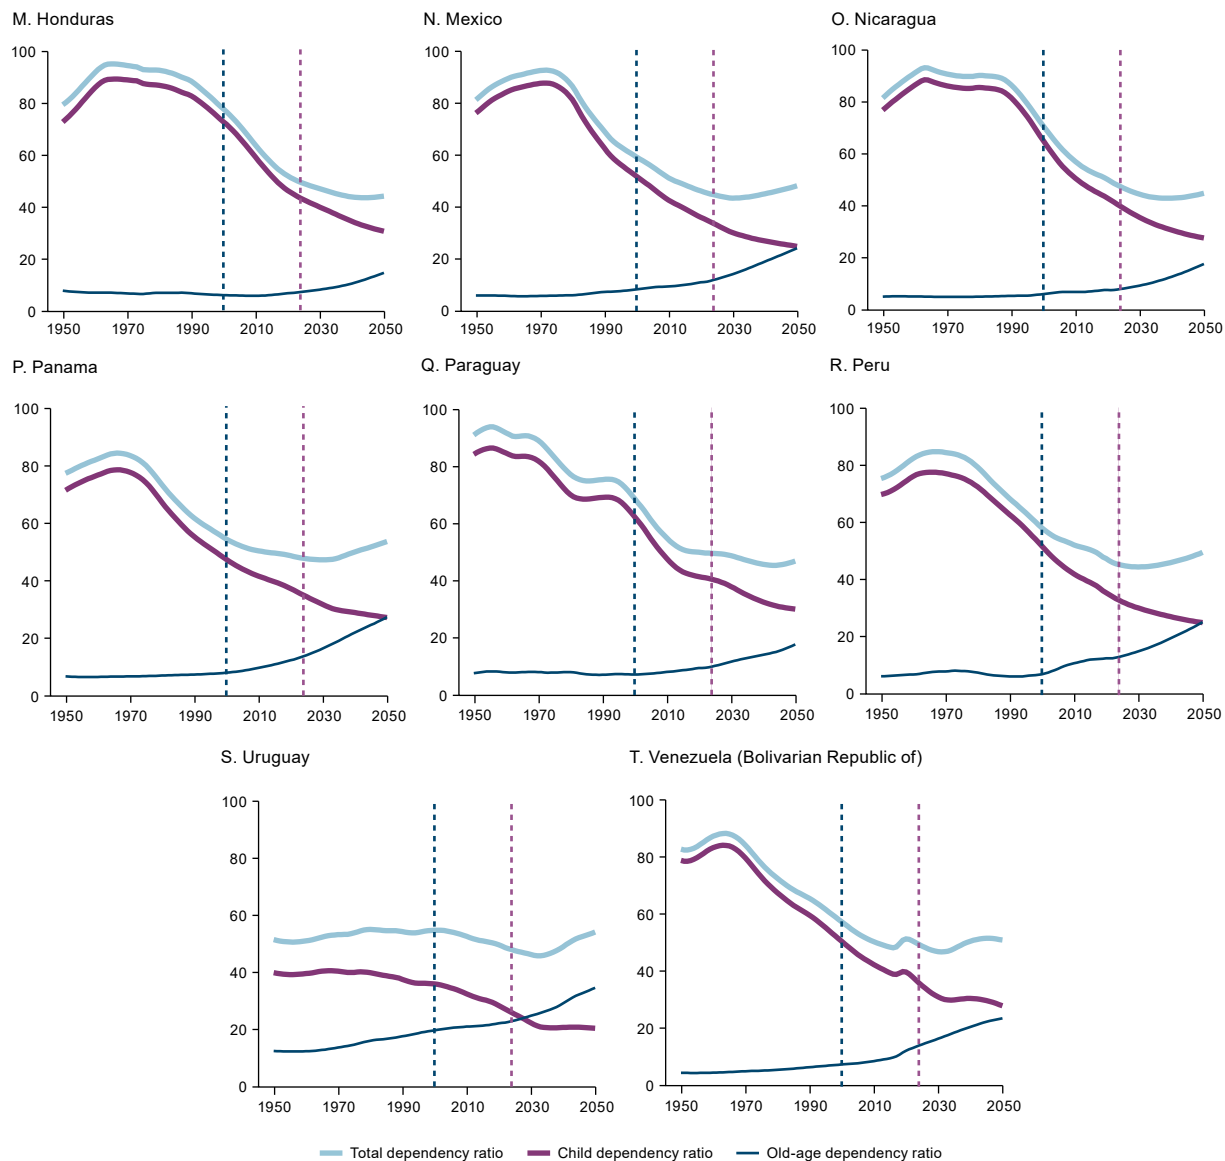 M. Honduras
N. Mexico
O. Nicaragua
100
80
60
40
20
0
1950 1970 1990 2010 2030 2050
100
80
60
40
20
0
1950 1970 1990 2010 2030 2050
100
80
60
40
20
0
1950 1970 1990 2010 2030 2050
P. Panama
Q. Paraguay
R. Peru
100
80
60
40
20
0
1950 1970 1990 2010 2030 2050
100
80
60
40
20
0
1950 1970 1990 2010 2030 2050
100
80
60
40
20
0
1950 1970 1990 2010 2030 2050
S. Uruguay
T. Venezuela (Bolivarian Republic of)
100
80
60
40
20
0
1950 1970 1990 2010 2030 2050
100
80
60
40
20
0
1950 1970 1990 2010 2030 2050
Total dependency ratio Child dependency ratio Old-age dependency ratio